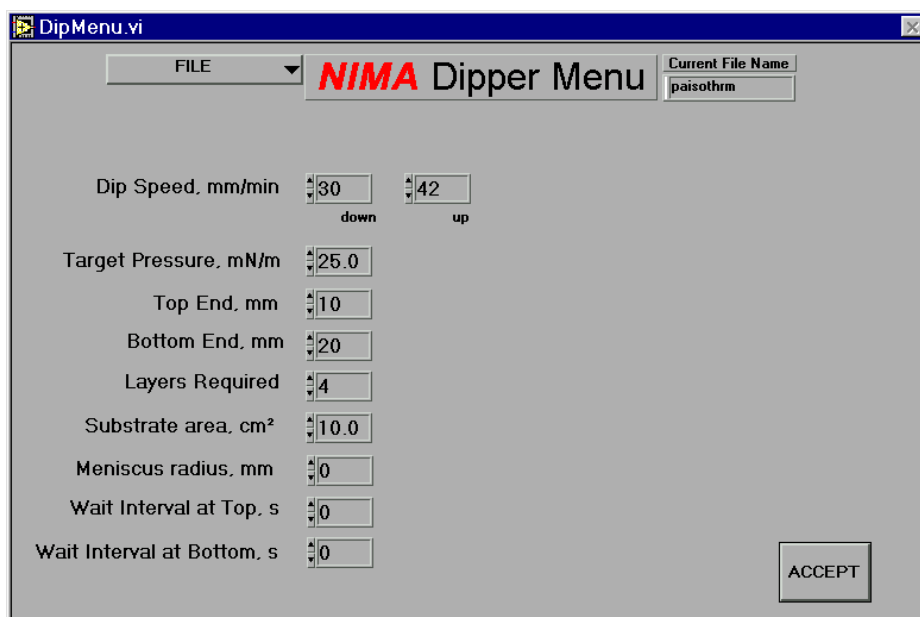 DipMenu.vi
FILE
NIMA Dipper Menu
Current File Name
paisothrm
Dip Speed, mm/min 30 42
down up
Target Pressure, mN/m 25.0
Top End, mm 10
Bottom End, mm 20
Layers Required 4
Substrate area, cm² 10.0
Meniscus radius, mm 0
Wait Interval at Top, s 0
Wait Interval at Bottom, s 0
ACCEPT